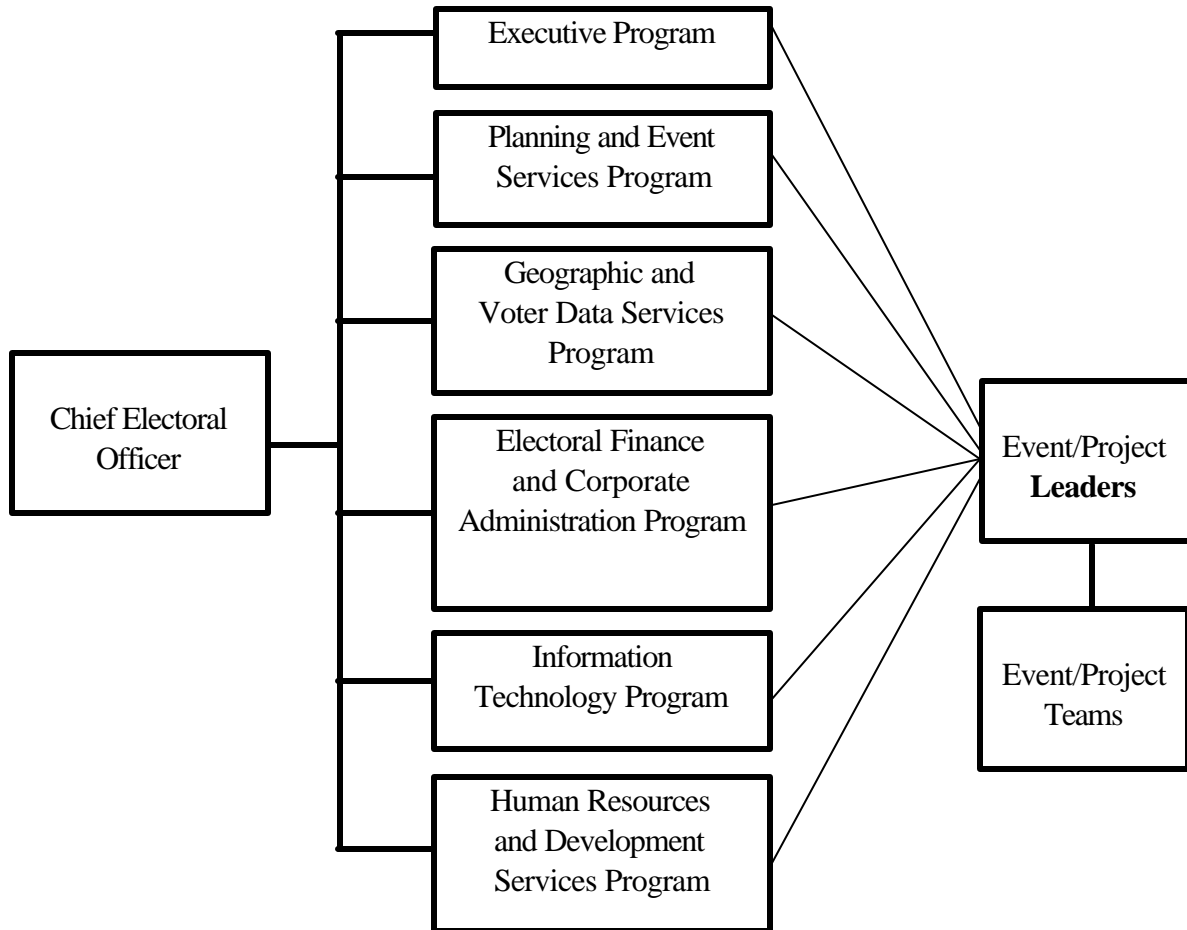 Executive Program
Planning and Event
Services Program
Geographic and
Voter Data Services
Program
Chief Electoral
Officer
Electoral Finance
and Corporate
Administration Program
Information
Technology Program
Human Resources
and Development
Services Program
Event/Project
Leaders
Event/Project
Teams